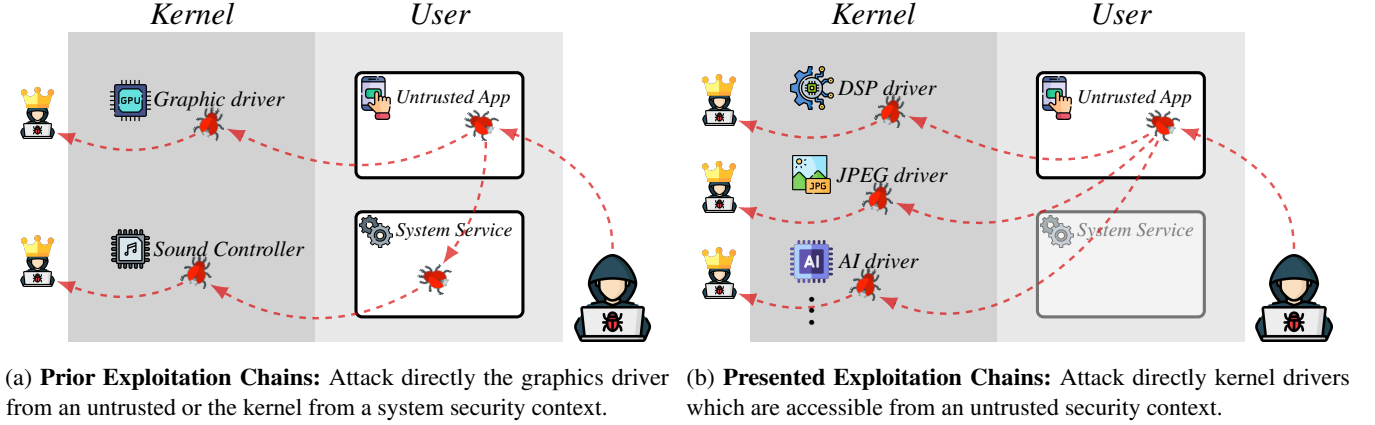 Kernel
User
GPU
Graphic driver
Untrusted App
Sound Controller
System Service
(a) Prior Exploitation Chains: Attack directly the graphics driver
from an untrusted or the kernel from a system security context.
Kernel
User
DSP driver
Untrusted App
JPG
JPEG driver
System Service
AI
AI driver
(b) Presented Exploitation Chains: Attack directly kernel drivers
which are accessible from an untrusted security context.